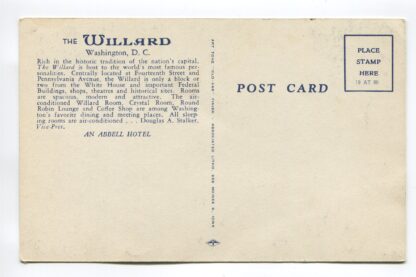 THE WILLARD
Washington, D. C.
Rich in the historic tradition of the nation's capital,
The Willard is host to the world's most famous per-
sonalities. Centrally located at Fourteenth Street and
Pennsylvania Avenue, the Willard is only a block or
two from the White House and important Federal
Buildings, shops, theatres and historical sites. Rooms
are spacious, modern and attractive. The air-
conditioned Willard Room, Crystal Room, Round
Robin Lounge and Coffee Shop are among Washing-
ton's favorite dining and meeting places. All sleep-
ing rooms are air-conditioned . . . Douglas A. Stalker,
Vice-Pres.
AN ABBELL HOTEL
POST CARD
PLACE
STAMP
HERE